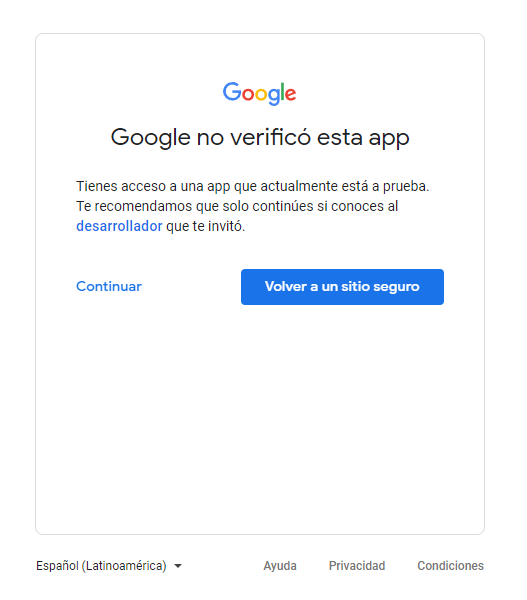 Google
Google no verificó esta app
Tienes acceso a una app que actualmente está a prueba.
Te recomendamos que solo continúes si conoces al
desarrollador que te invitó.
Continuar
Volver a un sitio seguro
Español (Latinoamérica)
Ayuda
Privacidad
Condiciones